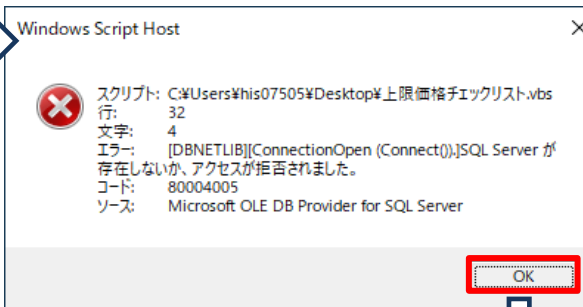 Windows Script Host
スクリプト: C:¥Users¥his07505¥Desktop¥上限価格チェックリスト.vbs
行: 32
文字: 4
エラー: [DBNETLIB][ConnectionOpen (Connect()).]SQL Server が
存在しないか、アクセスが拒否されました。
コード: 80004005
ソース: Microsoft OLE DB Provider for SQL Server
OK